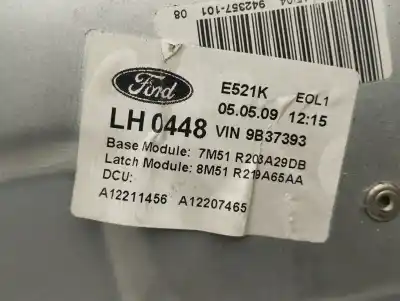 942357-101 08
Ford
E521K EOL1
05.05.09 12:15
LH 0448 VIN 9B37393
Base Module: 7M51 R203A29DB
Latch Module: 8M51 R219A65AA
DCU:
A12211456 A12207465